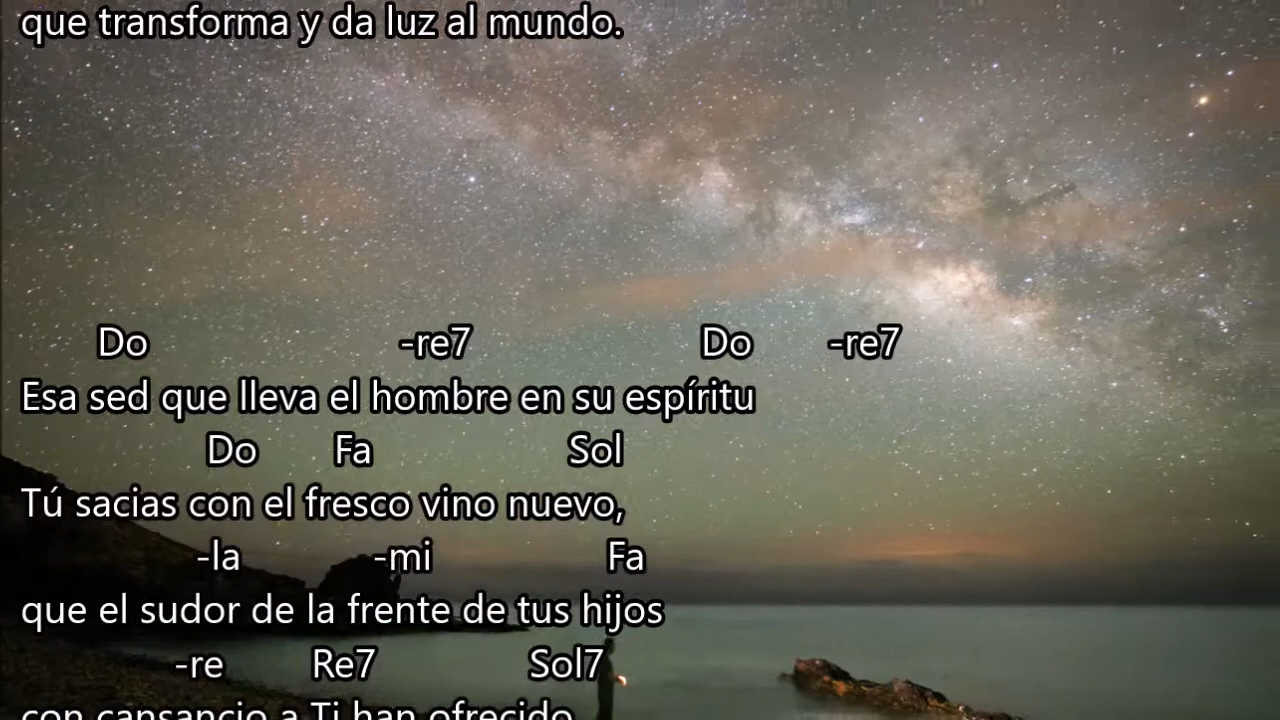 que transforma y da luz al mundo.
Do -re7 Do -re7
Esa sed que lleva el hombre en su espíritu
Do Fa Sol
Tú sacias con el fresco vino nuevo,
-la -mi Fa
que el sudor de la frente de tus hijos
-re Re7 Sol7
con cansancio a Ti han ofrecido